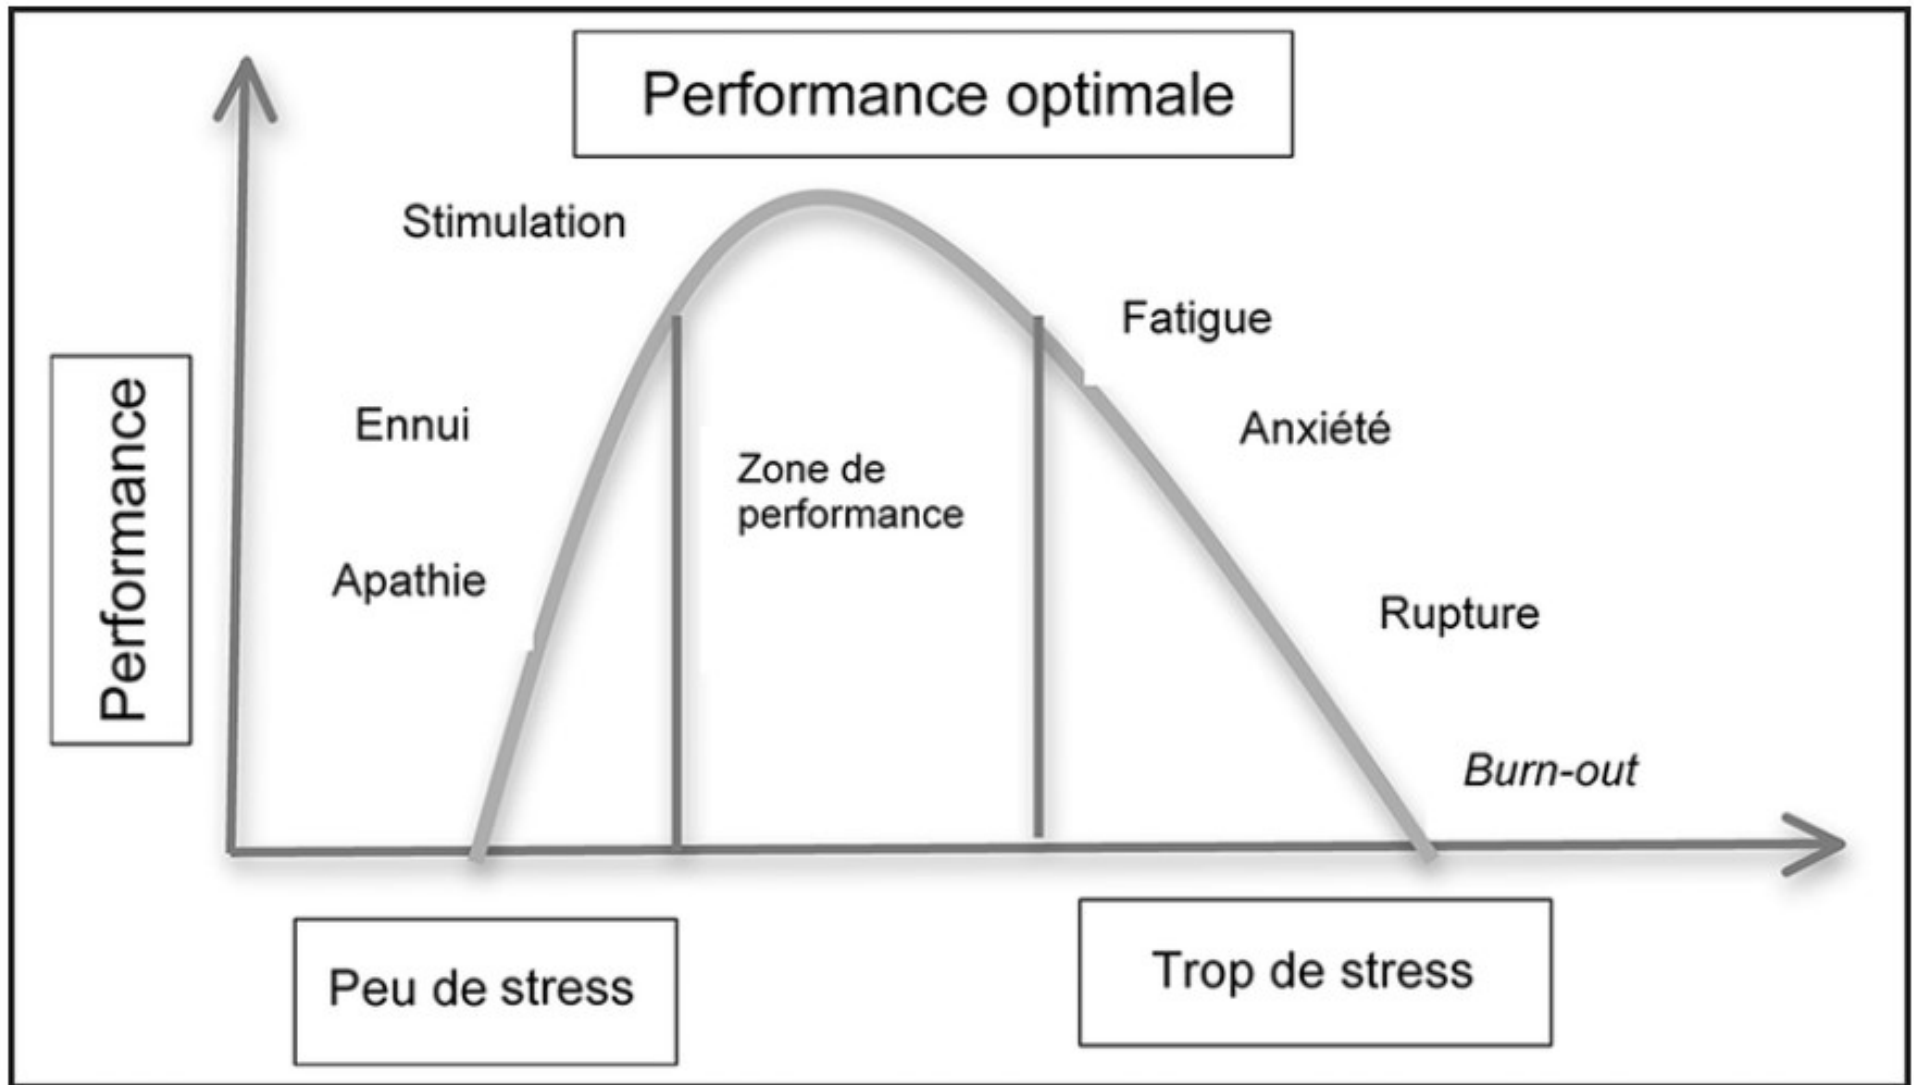 Performance optimale
Stimulation
Fatigue
Performance
Ennui
Anxiété
Zone de
performance
Apathie
Rupture
Burn-out
Peu de stress
Trop de stress